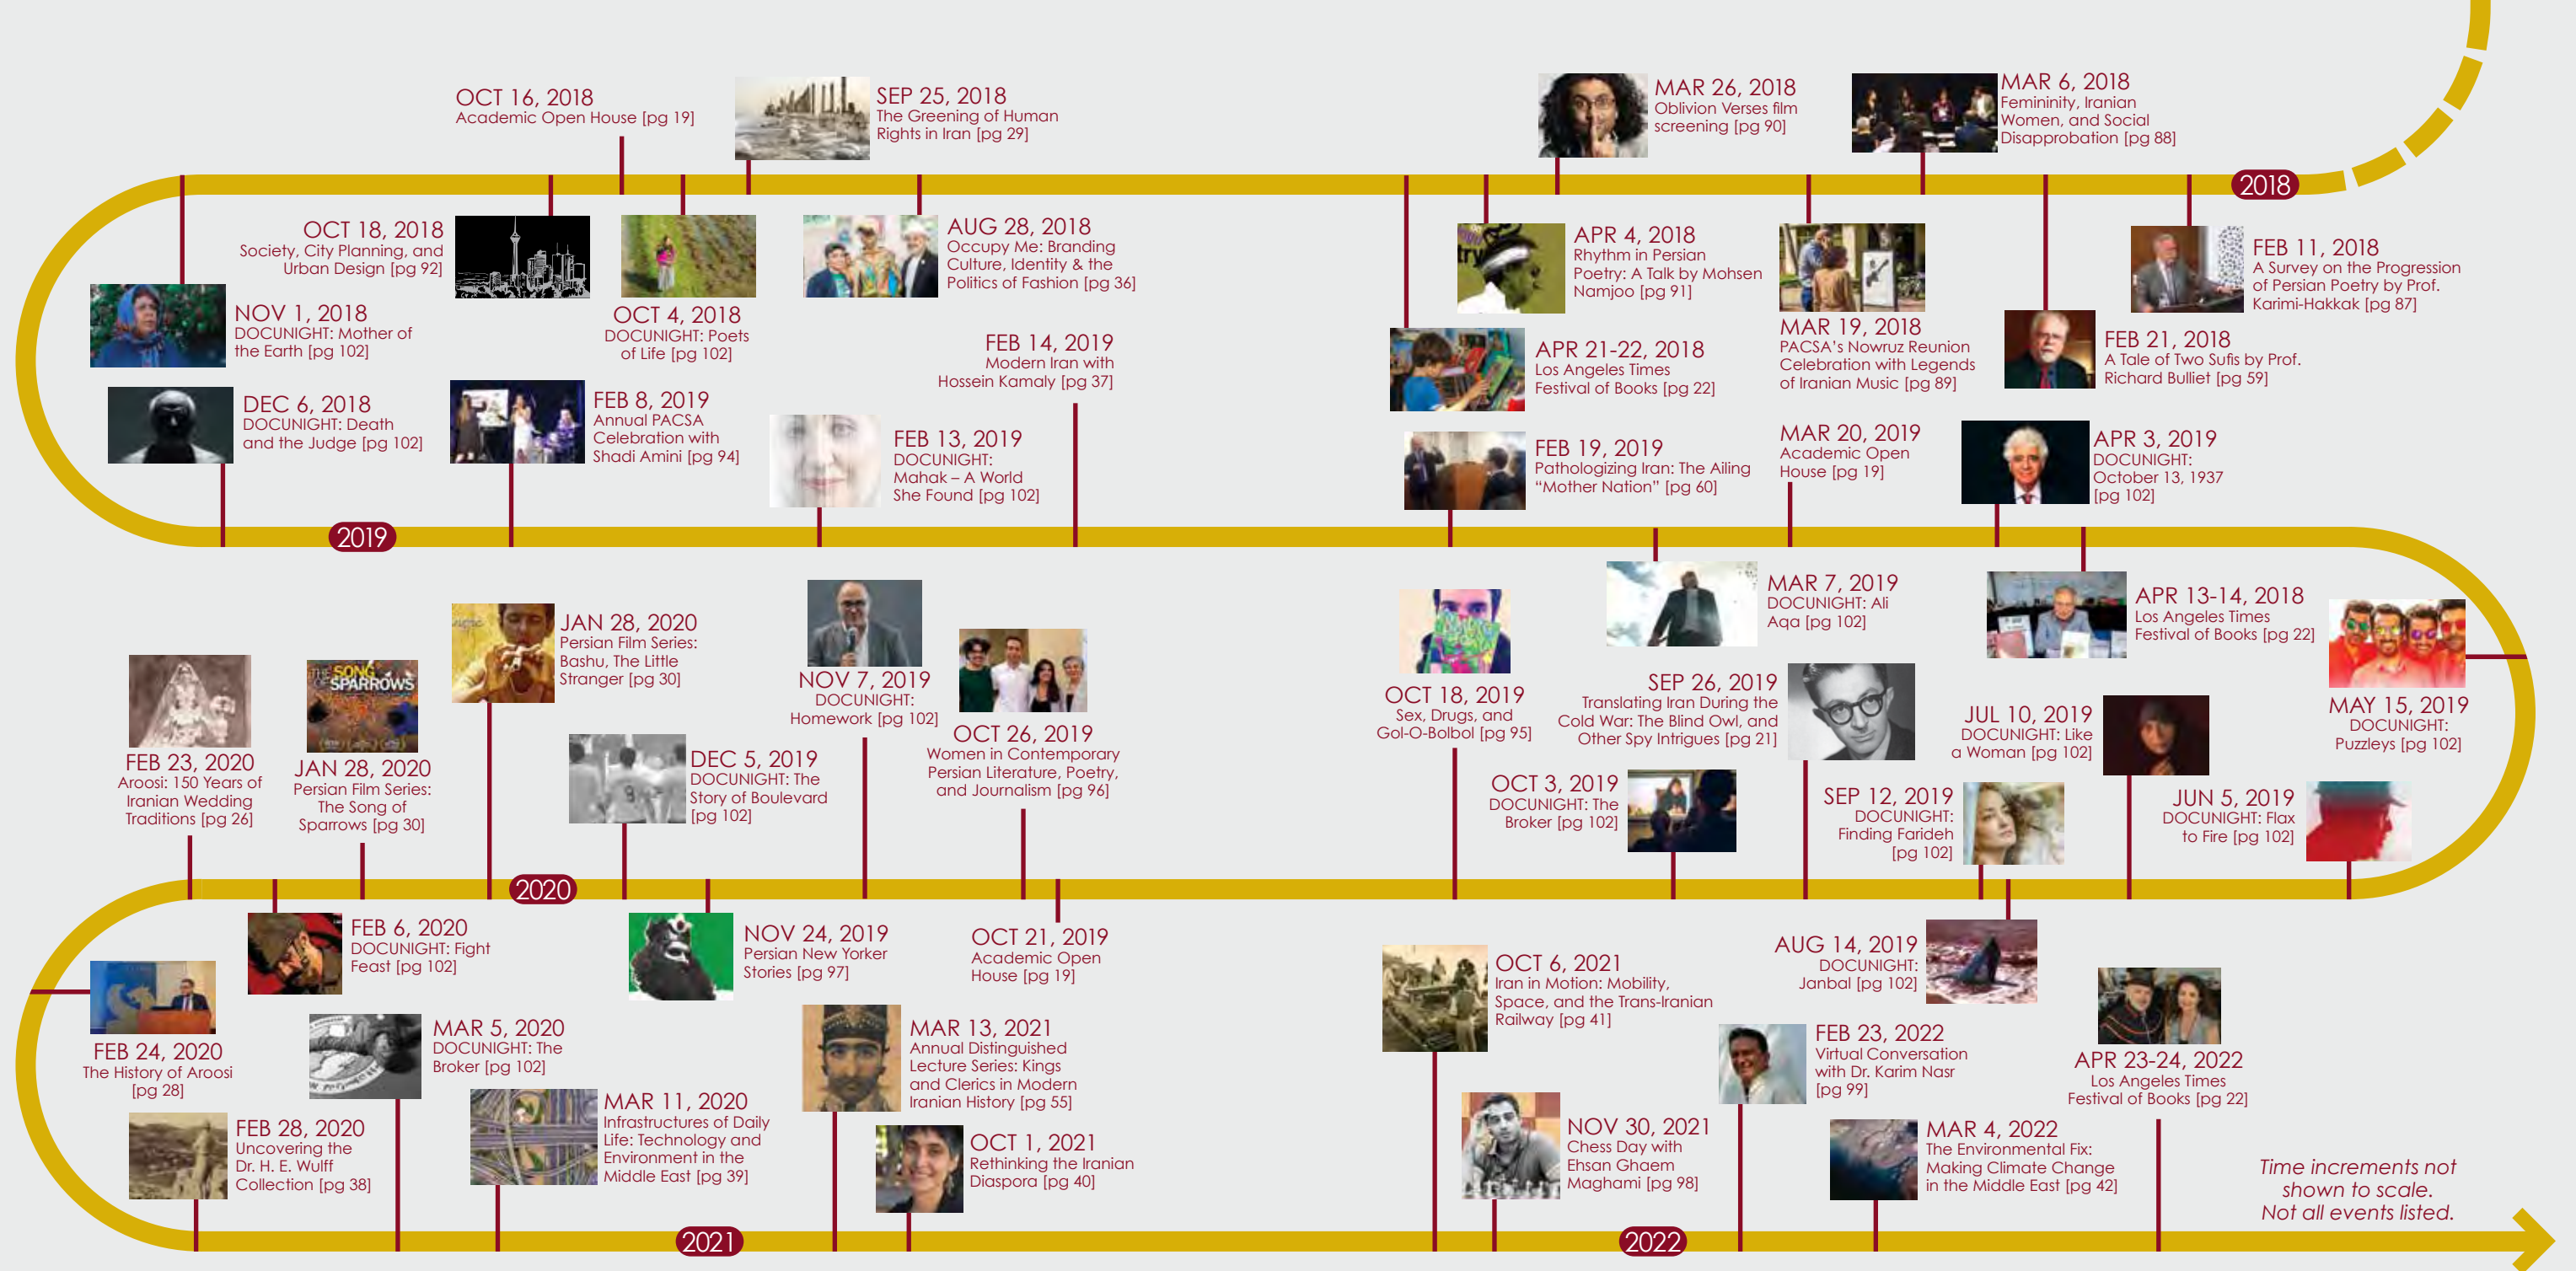 2018
FEB 11, 2018
A Survey on the Progression
of Persian Poetry by Prof.
Karimi-Hakkak [pg 87]
FEB 21, 2018
A Tale of Two Sufis by Prof.
Richard Bulliet [pg 59]
MAR 6, 2018
Femininity, Iranian
Women, and Social
Disapprobation [pg 88]
MAR 19, 2018
PACSA's Nowruz Reunion
Celebration with Legends
of Iranian Music [pg 89]
MAR 26, 2018
Oblivion Verses film
screening [pg 90]
APR 4, 2018
Rhythm in Persian
Poetry: A Talk by Mohsen
Namjoo [pg 91]
APR 21-22, 2018
Los Angeles Times
Festival of Books [pg 22]
AUG 28, 2018
Occupy Me: Branding
Culture, Identity & the
Politics of Fashion [pg 36]
SEP 25, 2018
The Greening of Human
Rights in Iran [pg 29]
OCT 4, 2018
DOCUNIGHT: Poets
of Life [pg 102]
OCT 16, 2018
Academic Open House [pg 19]
OCT 18, 2018
Society, City Planning, and
Urban Design [pg 92]
NOV 1, 2018
DOCUNIGHT: Mother of
the Earth [pg 102]
DEC 6, 2018
DOCUNIGHT: Death
and the Judge [pg 102]
2019
FEB 8, 2019
Annual PACSA
Celebration with
Shadi Amini [pg 94]
FEB 13, 2019
DOCUNIGHT:
Mahak – A World
She Found [pg 102]
FEB 14, 2019
Modern Iran with
Hossein Kamaly [pg 37]
FEB 19, 2019
Pathologizing Iran: The Ailing
“Mother Nation” [pg 60]
MAR 7, 2019
DOCUNIGHT: Ali
Aqa [pg 102]
MAR 20, 2019
Academic Open
House [pg 19]
APR 3, 2019
DOCUNIGHT:
October 13, 1937
[pg 102]
APR 13-14, 2018
Los Angeles Times
Festival of Books [pg 22]
MAY 15, 2019
DOCUNIGHT:
Puzzleys [pg 102]
JUN 5, 2019
DOCUNIGHT: Flax
to Fire [pg 102]
JUL 10, 2019
DOCUNIGHT: Like
a Woman [pg 102]
AUG 14, 2019
DOCUNIGHT:
Janbal [pg 102]
SEP 12, 2019
DOCUNIGHT:
Finding Farideh
[pg 102]
SEP 26, 2019
Translating Iran During the
Cold War: The Blind Owl, and
Other Spy Intrigues [pg 21]
OCT 3, 2019
DOCUNIGHT: The
Broker [pg 102]
OCT 18, 2019
Sex, Drugs, and
Gol-O-Bolbol [pg 95]
OCT 21, 2019
Academic Open
House [pg 19]
OCT 26, 2019
Women in Contemporary
Persian Literature, Poetry,
and Journalism [pg 96]
NOV 7, 2019
DOCUNIGHT:
Homework [pg 102]
NOV 24, 2019
Persian New Yorker
Stories [pg 97]
DEC 5, 2019
DOCUNIGHT: The
Story of Boulevard
[pg 102]
9
2020
JAN 28, 2020
Persian Film Series:
Bashu, The Little
Stranger [pg 30]
THE SONG
OF SPARROWS
JAN 28, 2020
Persian Film Series:
The Song of
Sparrows [pg 30]
FEB 6, 2020
DOCUNIGHT: Fight
Feast [pg 102]
FEB 23, 2020
Aroosi: 150 Years of
Iranian Wedding
Traditions [pg 26]
FEB 24, 2020
The History of Aroosi
[pg 28]
FEB 28, 2020
Uncovering the
Dr. H. E. Wulff
Collection [pg 38]
MAR 5, 2020
DOCUNIGHT: The
Broker [pg 102]
MAR 11, 2020
Infrastructures of Daily
Life: Technology and
Environment in the
Middle East [pg 39]
2021
MAR 13, 2021
Annual Distinguished
Lecture Series: Kings
and Clerics in Modern
Iranian History [pg 55]
OCT 1, 2021
Rethinking the Iranian
Diaspora [pg 40]
OCT 6, 2021
Iran in Motion: Mobility,
Space, and the Trans-Iranian
Railway [pg 41]
NOV 30, 2021
Chess Day with
Ehsan Ghaem
Maghami [pg 98]
2022
FEB 23, 2022
Virtual Conversation
with Dr. Karim Nasr
[pg 99]
MAR 4, 2022
The Environmental Fix:
Making Climate Change
in the Middle East [pg 42]
APR 23-24, 2022
Los Angeles Times
Festival of Books [pg 22]
Time increments not
shown to scale.
Not all events listed.